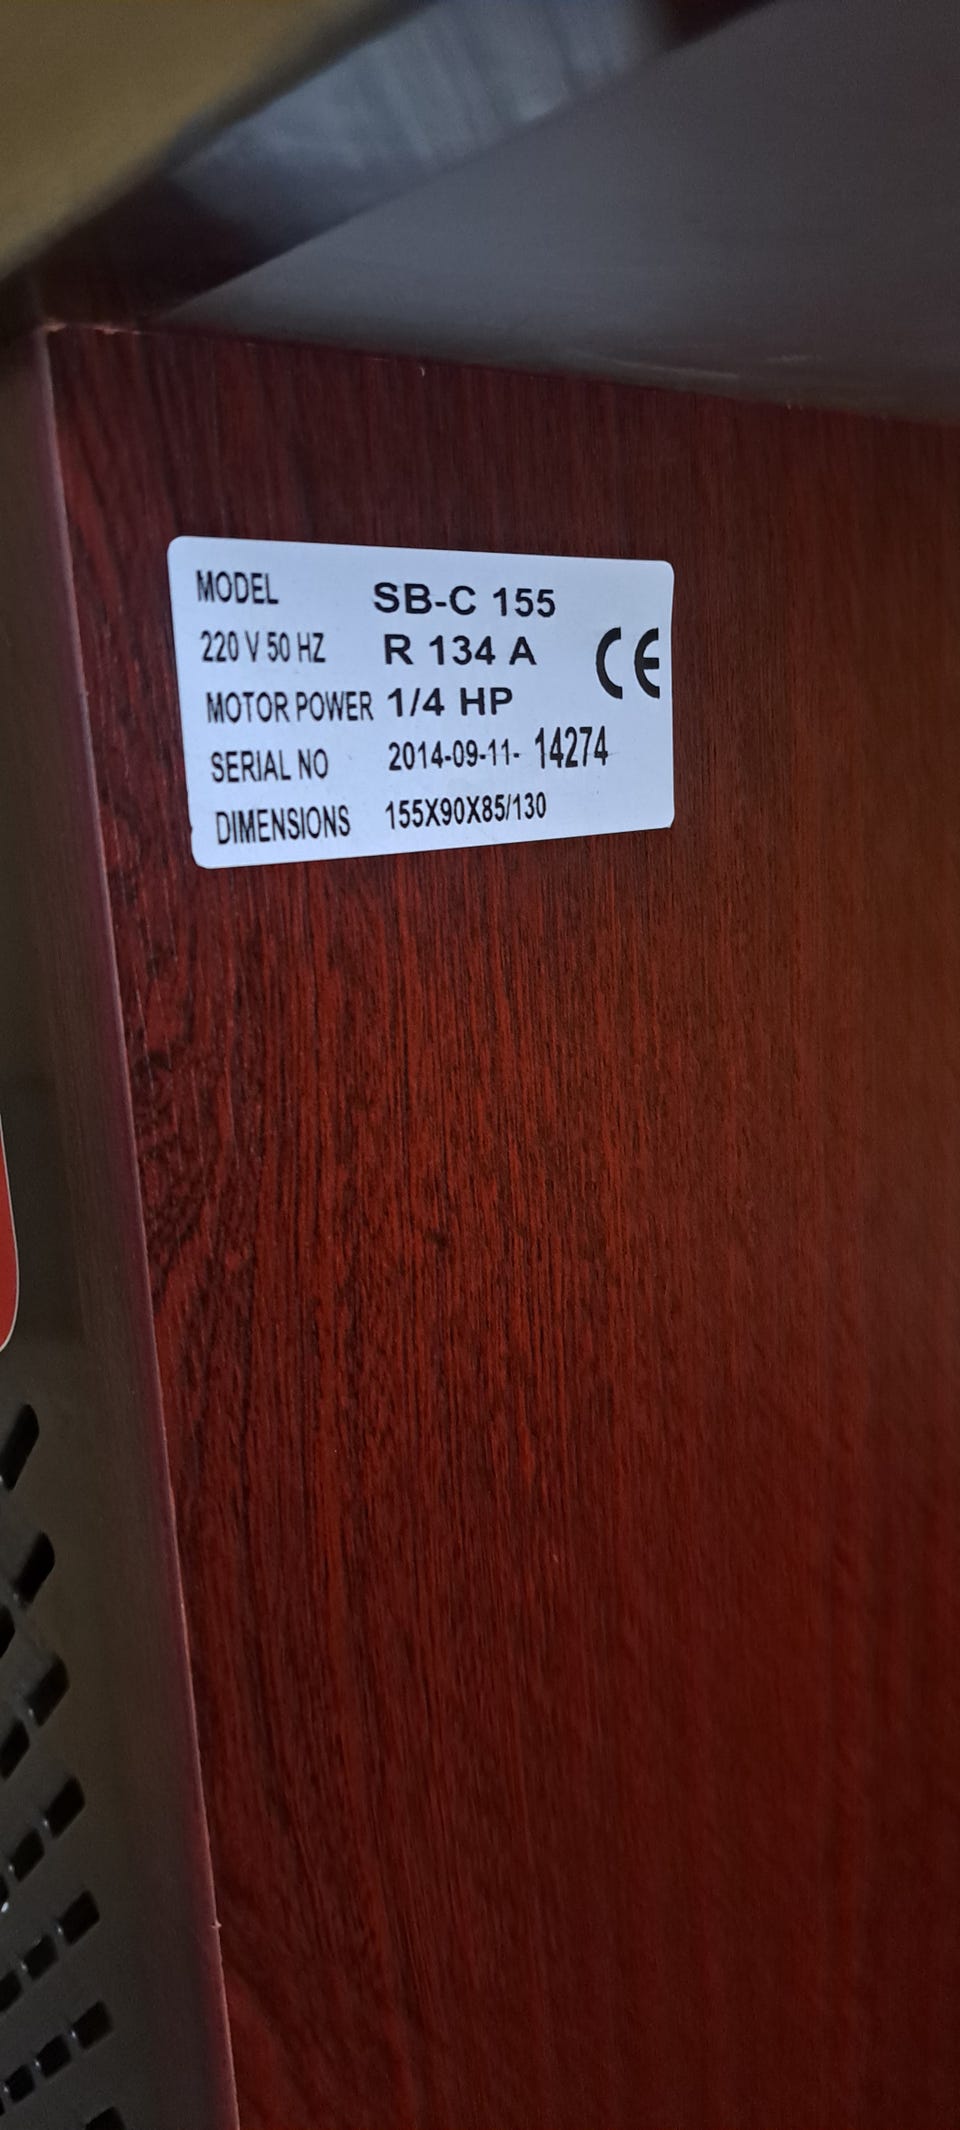 MODEL SB-C 155
220 V 50 HZ R 134 A
CE
MOTOR POWER 1/4 HP
SERIAL NO 2014-09-11- 14274
DIMENSIONS 155X90X85/130